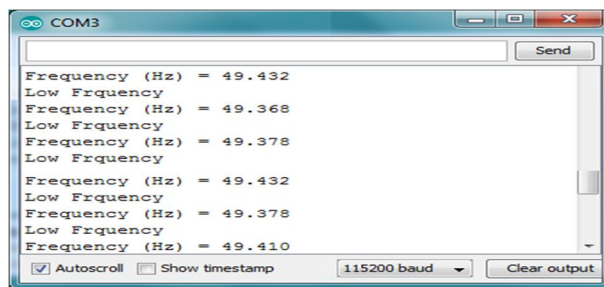 COM3
Send
Frequency (Hz) = 49.432
Low Frquency
Frequency (Hz) = 49.368
Low Frquency
Frequency (Hz) = 49.378
Low Frquency
Frequency (Hz) = 49.432
Low Frquency
Frequency (Hz) = 49.378
Low Frquency
Frequency (Hz) = 49.410
Autoscroll Show timestamp 115200 baud Clear output